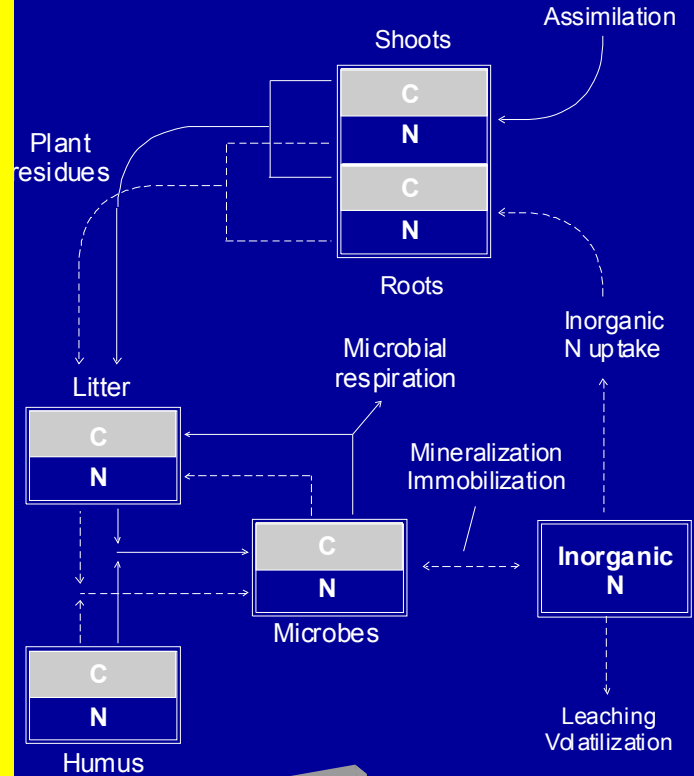 Assimilation
Shoots
C
N
C
N
Roots
Plant
residues
Inorganic
N uptake
Microbial
respiration
Litter
C
N
Mineralization
Immobilization
C
N
Microbes
Inorganic
N
C
N
Humus
Leaching
Volatilization